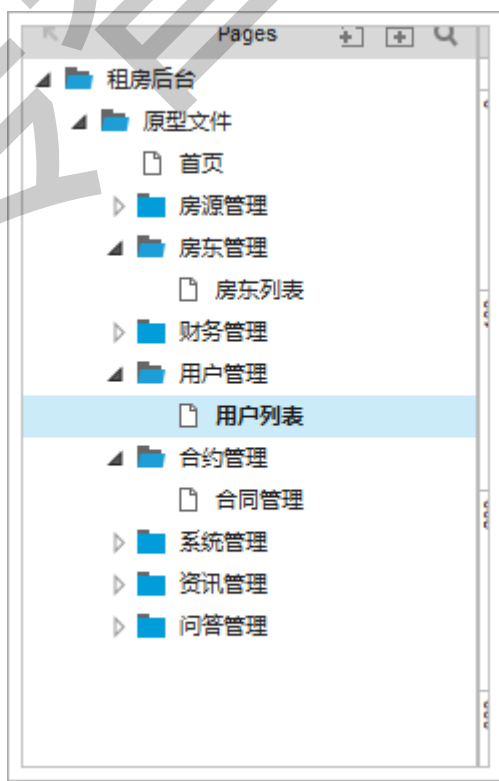 Pages
租房后台
原型文件
首页
房源管理
房东管理
房东列表
财务管理
用户管理
用户列表
合约管理
合同管理
系统管理
资讯管理
问答管理